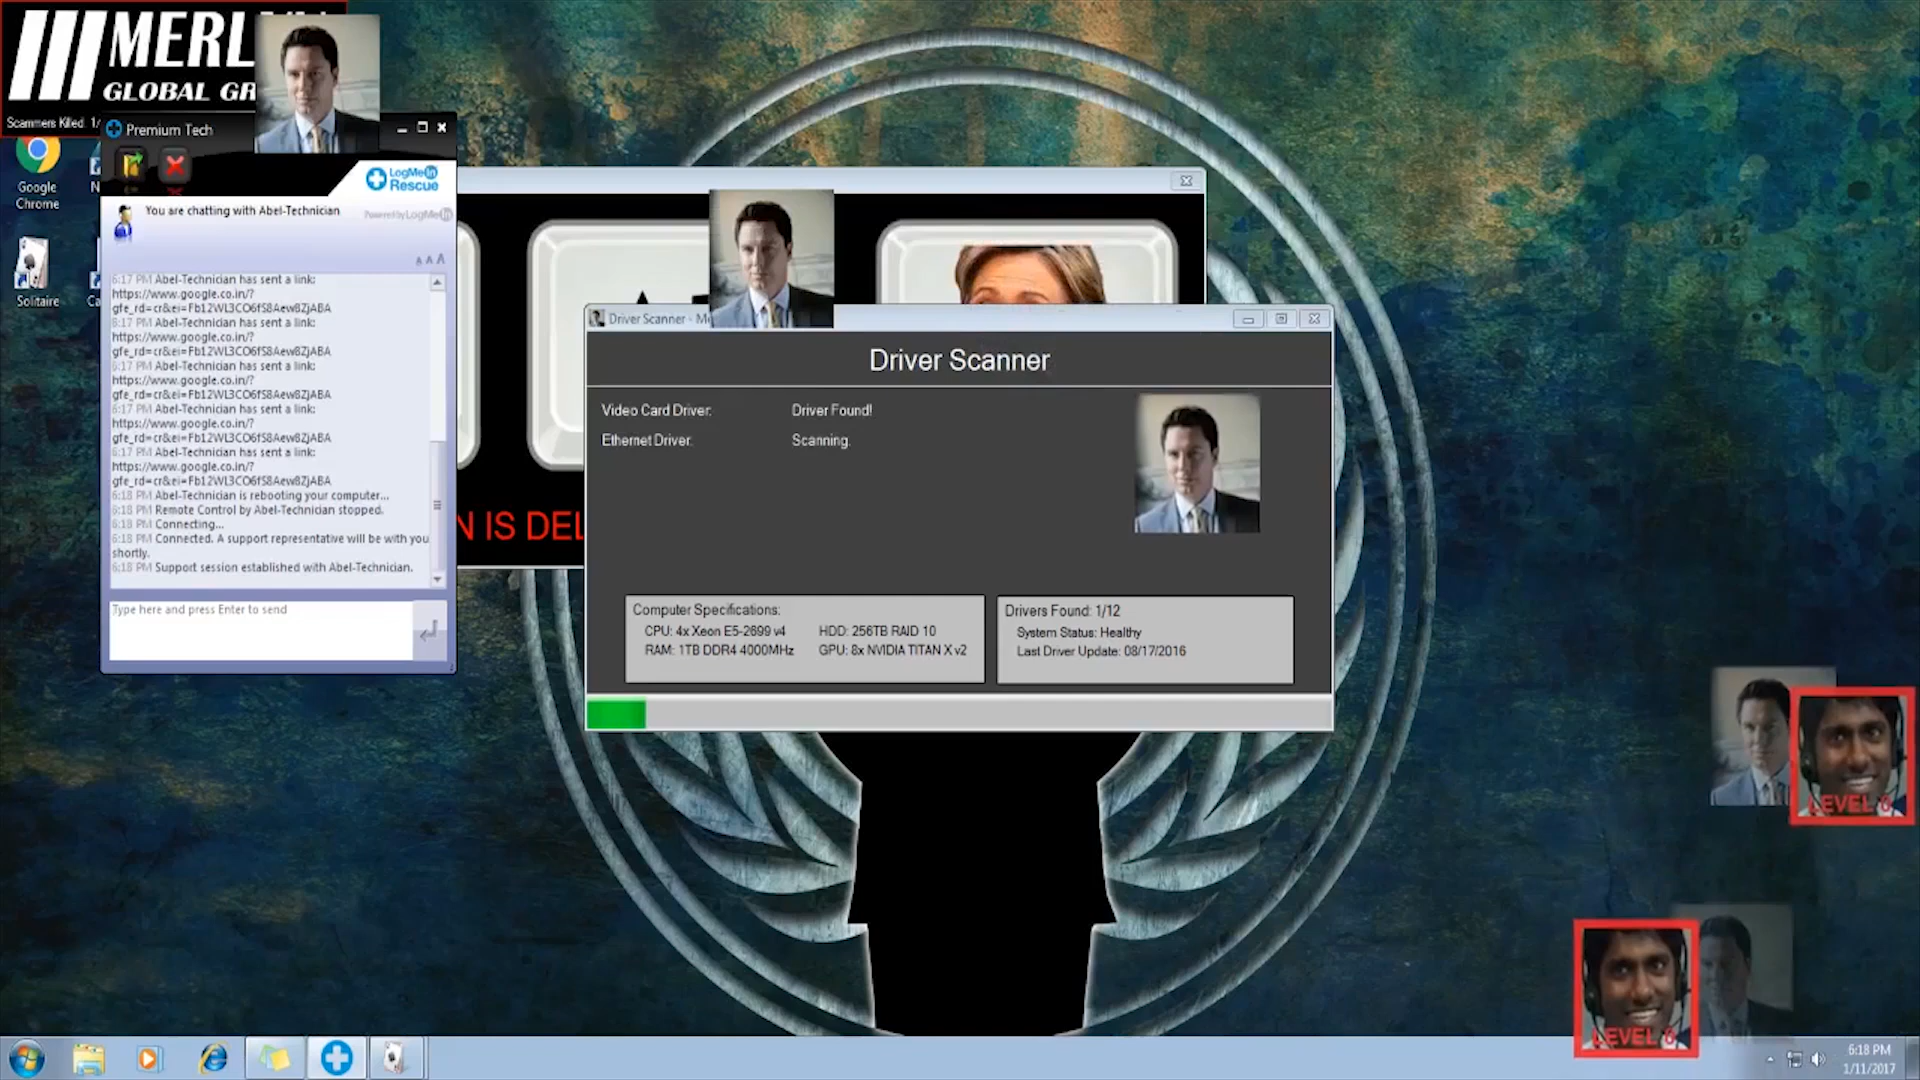 MERL
GLOBAL GR
Scammers Killed: 1/
Google
Chrome
Solitaire
Premium Tech
LogMeIn
Rescue
You are chatting with Abel-Technician
Powered by LogMeIn
A A A
6:17 PM Abel-Technician has sent a link:
https://www.google.co.in/?
gfe_rd=cr&ei=Fb12WL3CO6fS8Aew8ZjABA
6:17 PM Abel-Technician has sent a link:
https://www.google.co.in/?
gfe_rd=cr&ei=Fb12WL3CO6fS8Aew8ZjABA
6:17 PM Abel-Technician has sent a link:
https://www.google.co.in/?
gfe_rd=cr&ei=Fb12WL3CO6fS8Aew8ZjABA
6:17 PM Abel-Technician has sent a link:
https://www.google.co.in/?
gfe_rd=cr&ei=Fb12WL3CO6fS8Aew8ZjABA
6:17 PM Abel-Technician has sent a link:
https://www.google.co.in/?
gfe_rd=cr&ei=Fb12WL3CO6fS8Aew8ZjABA
6:18 PM Abel-Technician is rebooting your computer...
6:18 PM Remote Control by Abel-Technician stopped.
6:18 PM Connecting...
6:18 PM Connected. A support representative will be with you
shortly.
6:18 PM Support session established with Abel-Technician.
Type here and press Enter to send
N IS DEL
Driver Scanner - M
Driver Scanner
Video Card Driver: Driver Found!
Ethernet Driver: Scanning.
Computer Specifications:
CPU: 4x Xeon E5-2699 v4 HDD: 256TB RAID 10
RAM: 1TB DDR4 4000MHz GPU: 8x NVIDIA TITAN X v2
Drivers Found: 1/12
System Status: Healthy
Last Driver Update: 08/17/2016
LEVEL
LEVEL
6:18 PM
1/11/2017